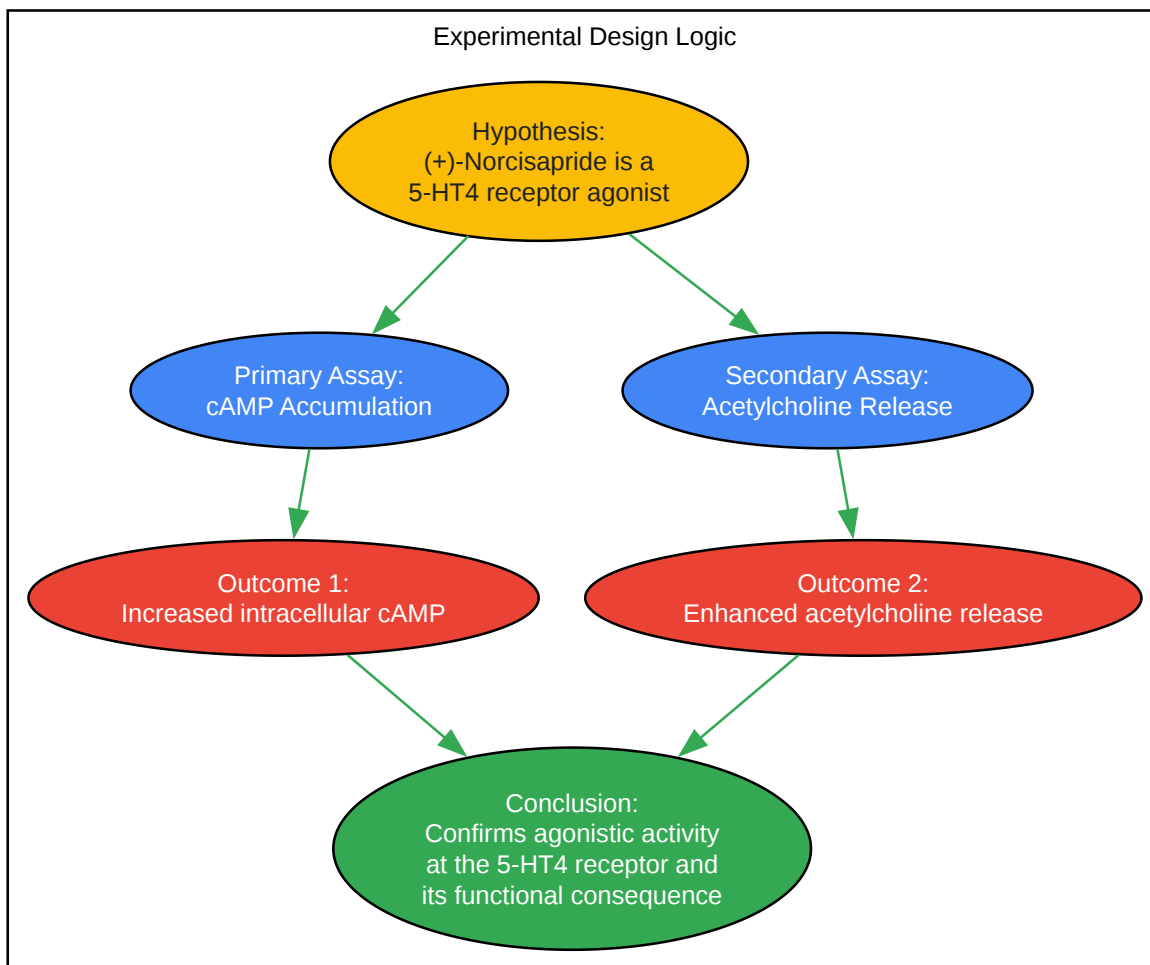 Experimental Design Logic
Hypothesis:
(+)-Norcisapride is a
5-HT4 receptor agonist
Primary Assay:
cAMP Accumulation
Secondary Assay:
Acetylcholine Release
Outcome 1:
Increased intracellular cAMP
Outcome 2:
Enhanced acetylcholine release
Conclusion:
Confirms agonistic activity
at the 5-HT4 receptor and
its functional consequence